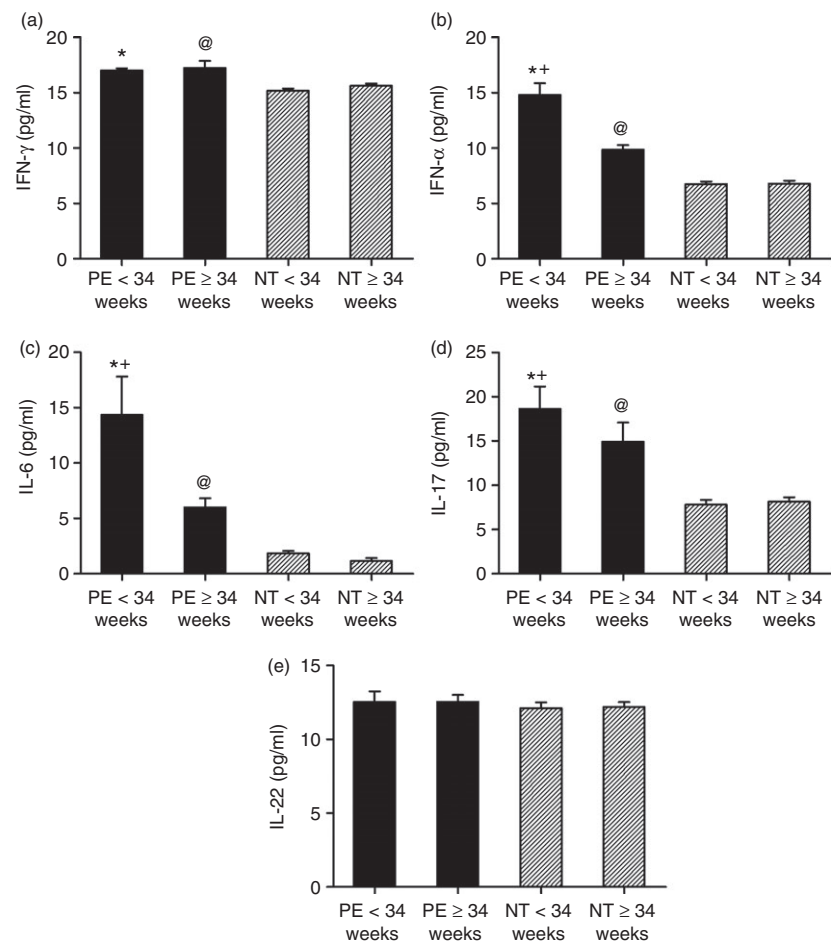 (a)
20
15
10
5
0
IFN-γ (pg/ml)
*
@
PE < 34 weeks
PE ≥ 34 weeks
NT < 34 weeks
NT ≥ 34 weeks
(b)
20
15
10
5
0
IFN-α (pg/ml)
*+
@
PE < 34 weeks
PE ≥ 34 weeks
NT < 34 weeks
NT ≥ 34 weeks
(c)
20
15
10
5
0
IL-6 (pg/ml)
*+
@
PE < 34 weeks
PE ≥ 34 weeks
NT < 34 weeks
NT ≥ 34 weeks
(d)
25
20
15
10
5
0
IL-17 (pg/ml)
*+
@
PE < 34 weeks
PE ≥ 34 weeks
NT < 34 weeks
NT ≥ 34 weeks
(e)
15
10
5
0
IL-22 (pg/ml)
PE < 34 weeks
PE ≥ 34 weeks
NT < 34 weeks
NT ≥ 34 weeks